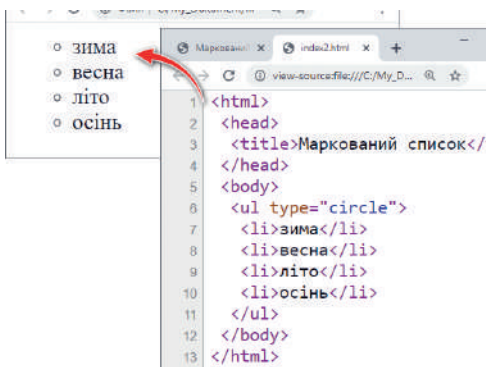 зима
весна
літо
осінь
index2.html
view-source:file:///C:/My_D...
1 <html>
2 <head>
3 <title>Маркований список</
4 </head>
5 <body>
6 <ul type="circle">
7 <li>зима</li>
8 <li>весна</li>
9 <li>літо</li>
10 <li>осінь</li>
11 </ul>
12 </body>
13 </html>